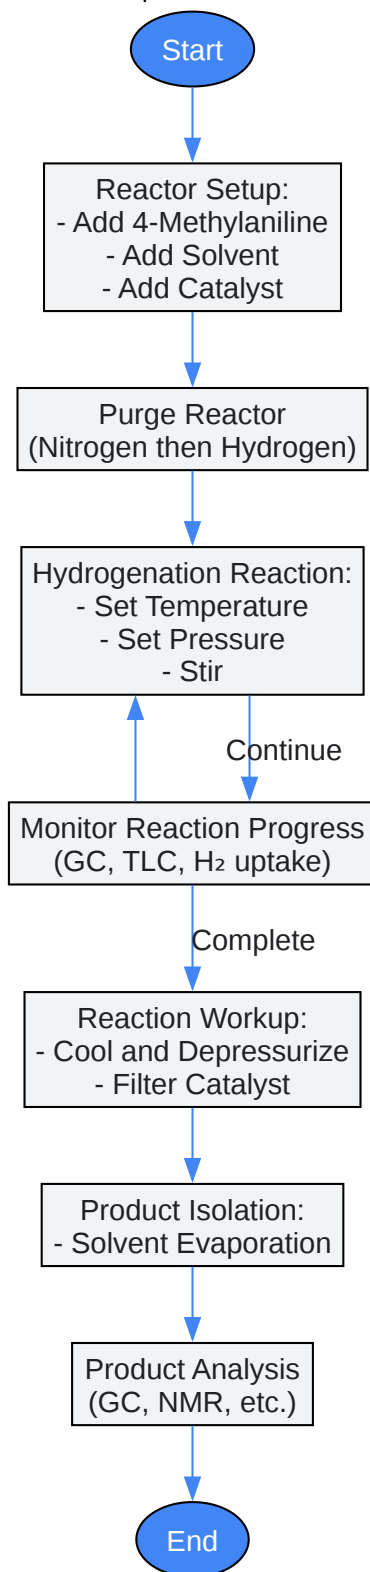 Start
Reactor Setup:
- Add 4-Methylaniline
- Add Solvent
- Add Catalyst
Purge Reactor
(Nitrogen then Hydrogen)
Hydrogenation Reaction:
- Set Temperature
- Set Pressure
- Stir
Continue
Monitor Reaction Progress
(GC, TLC, H₂ uptake)
Complete
Reaction Workup:
- Cool and Depressurize
- Filter Catalyst
Product Isolation:
- Solvent Evaporation
Product Analysis
(GC, NMR, etc.)
End